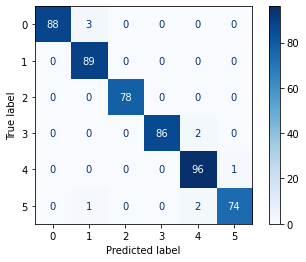 True label
0 88 3 0 0 0 0
1 0 89 0 0 0 0
2 0 0 78 0 0 0
3 0 0 0 86 2 0
4 0 0 0 0 96 1
5 0 1 0 0 2 74
0 1 2 3 4 5
Predicted label
80
60
40
20
0